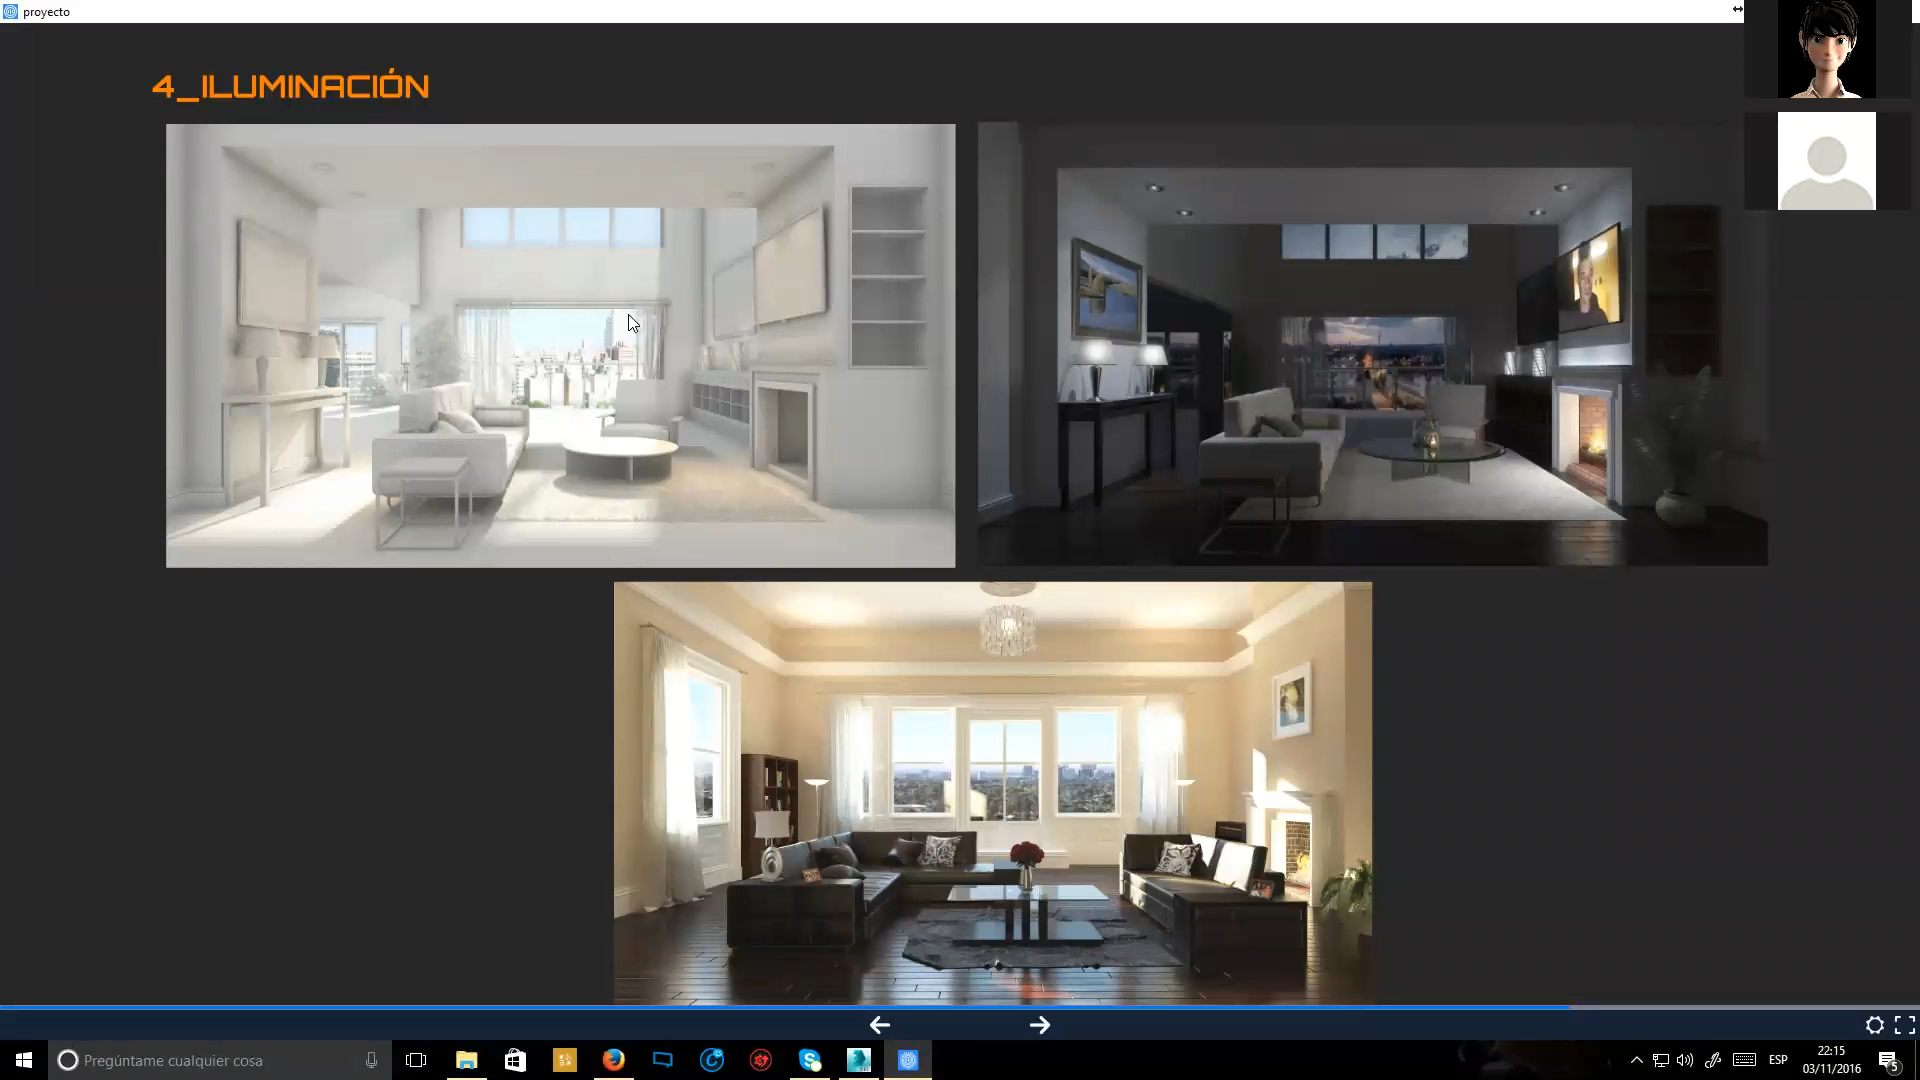 proyecto
4_ILUMINACIÓN
Pregúntame cualquier cosa
ESP
22:15
03/11/2016
5